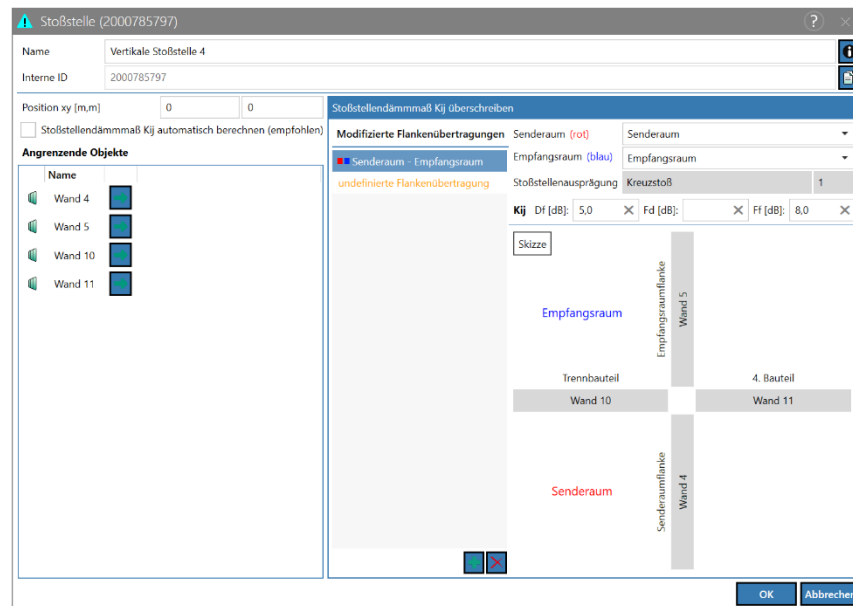 Stoßstelle (2000785797)
?
Name
Vertikale Stoßstelle 4
Interne ID
2000785797
Position xy [m,m]
0
0
Stoßstellendämmmaß Kij automatisch berechnen (empfohlen)
Angrenzende Objekte
Name
Wand 4
Wand 5
Wand 10
Wand 11
Stoßstellendämmmaß Kij überschreiben
Modifizierte Flankenübertragungen
Senderaum - Empfangsraum
undefinierte Flankenübertragung
Senderaum (rot)
Senderaum
Empfangsraum (blau)
Empfangsraum
Stoßstellenausprägung
Kreuzstoß
1
Kij Df [dB]: 5,0 Fd [dB]: Ff [dB]: 8,0
Skizze
Empfangsraum
Empfangsraumflanke
Wand 5
Trennbauteil
4. Bauteil
Wand 10
Wand 11
Senderaum
Senderaumflanke
Wand 4
OK
Abbrechen